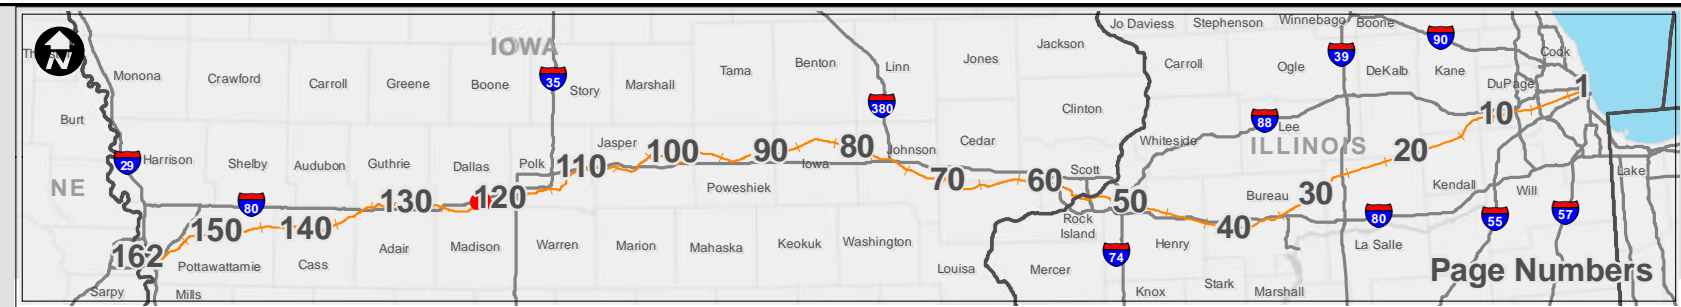 Jo Daviess Stephenson Winnebago Boone
IOWA
90
Jackson
39
Cook
N
Monona Crawford Carroll Greene Boone
35
Story Marshall Tama Benton Linn Jones
Carroll Ogle DeKalb Kane
DuPage 1
380
Clinton
10
Burt
88
Lee
Whiteside
ILLINOIS
20
29
Harrison Shelby Audubon Guthrie Dallas Polk
Jasper
110 100 90 80
Iowa
Johnson Cedar
Scott
Lake
NE
80
130 120
Poweshiek
70 60 50
Bureau
30
Kendall Will
162 150 140
Adair Madison Warren Marion Mahaska Keokuk Washington
Rock
Island
74
Henry
40
80
La Salle
55
57
Pottawattamie Cass
Louisa Mercer
Stark
Page Numbers
Sarpy Mills
Knox Marshall